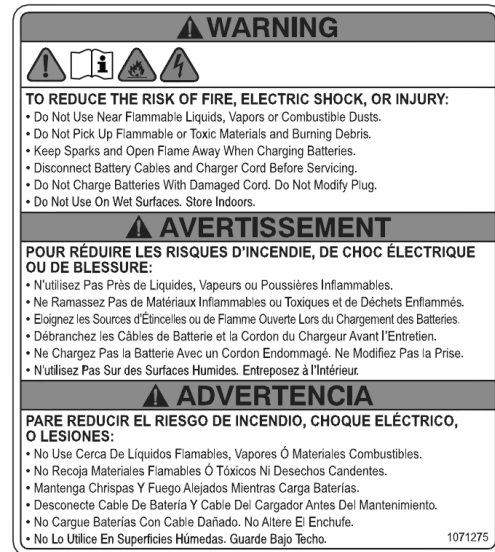 WARNING
TO REDUCE THE RISK OF FIRE, ELECTRIC SHOCK, OR INJURY:
• Do Not Use Near Flammable Liquids, Vapors or Combustible Dusts.
• Do Not Pick Up Flammable or Toxic Materials and Burning Debris.
• Keep Sparks and Open Flame Away When Charging Batteries.
• Disconnect Battery Cables and Charger Cord Before Servicing.
• Do Not Charge Batteries With Damaged Cord. Do Not Modify Plug.
• Do Not Use On Wet Surfaces. Store Indoors.
AVERTISSEMENT
POUR RÉDUIRE LES RISQUES D'INCENDIE, DE CHOC ÉLECTRIQUE
OU DE BLESSURE:
• N'utilisez Pas Près de Liquides, Vapeurs ou Poussières Inflammables.
• Ne Ramassez Pas de Matériaux Inflammables ou Toxiques et de Déchets Enflammés.
• Eloignez les Sources d'Étincelles ou de Flamme Ouverte Lors du Chargement des Batteries.
• Débranchez les Câbles de Batterie et la Cordon du Chargeur Avant l'Entretien.
• Ne Chargez Pas la Batterie Avec un Cordon Endommagé. Ne Modifiez Pas la Prise.
• N'utilisez Pas Sur des Surfaces Humides. Entreposez à l'Intérieur.
ADVERTENCIA
PARE REDUCIR EL RIESGO DE INCENDIO, CHOQUE ELÉCTRICO,
O LESIONES:
• No Use Cerca De Líquidos Flamables, Vapores Ó Materiales Combustibles.
• No Recoja Materiales Flamables Ó Tóxicos Ni Desechos Candentes.
• Mantenga Chrispas Y Fuego Alejados Mientras Carga Baterías.
• Desconecte Cable De Batería Y Cable Del Cargador Antes Del Mantenimiento.
• No Cargue Baterías Con Cable Dañado. No Altere El Enchufe.
• No Lo Utilice En Superficies Húmedas. Guarde Bajo Techo. 1071275